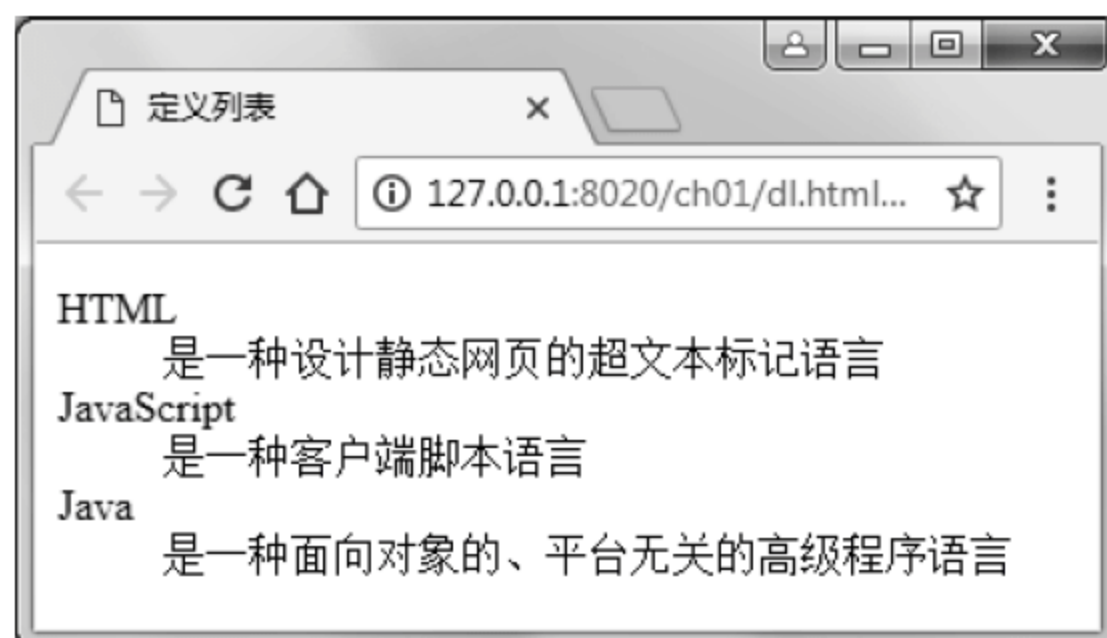 定义列表
127.0.0.1:8020/ch01/dl.html...
HTML
是一种设计静态网页的超文本标记语言
JavaScript
是一种客户端脚本语言
Java
是一种面向对象的、平台无关的高级程序语言